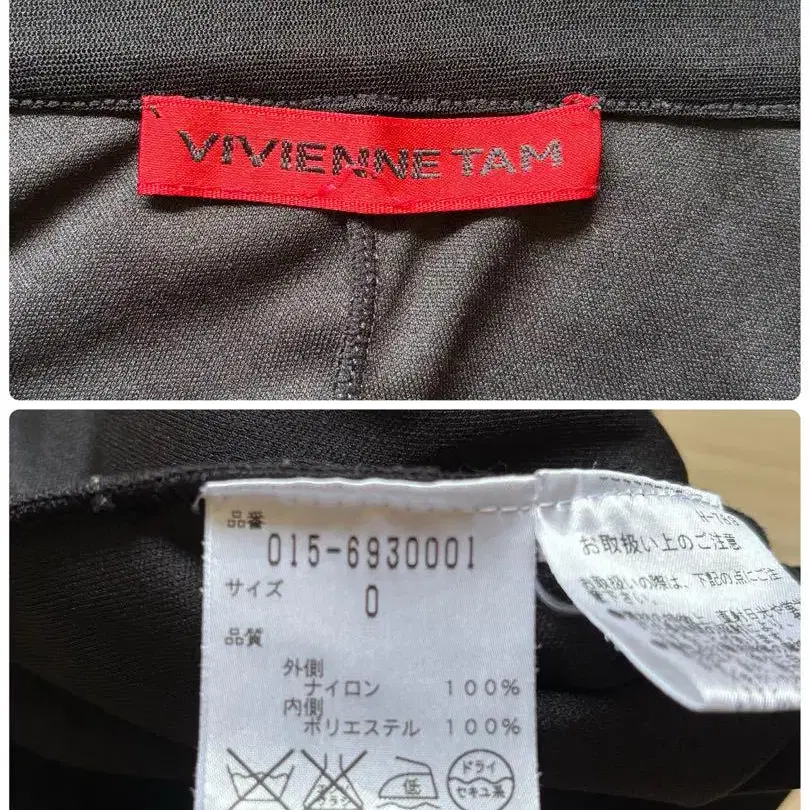 VIVIENNE TAM
品番
015-6930001
サイズ
0
品質
外側
ナイロン 100%
内側
ポリエステル 100%
低
ドライ
セキユ系
お取扱い上のご注意
お取扱いの際は、下記の点にご注